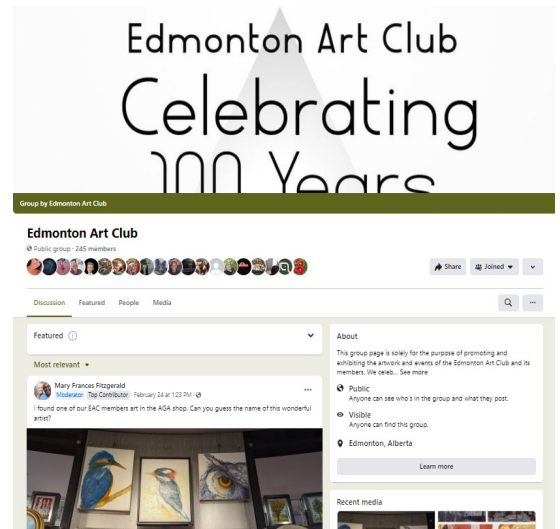 Edmonton Art Club
Celebrating
100 Years
Group by Edmonton Art Club
Edmonton Art Club
Public group · 245 members
Share
Joined
Discussion
Featured
People
Media
Featured
Most relevant
Mary Frances Fitzgerald
Moderator Top Contributor · February 24 at 1:23 PM ·
I found one of our EAC members art in the AGA shop. Can you guess the name of this wonderful
artist?
About
This group page is solely for the purpose of promoting and
exhibiting the artwork and events of the Edmonton Art Club and its
members. We celeb... See more
Public
Anyone can see who's in the group and what they post.
Visible
Anyone can find this group.
Edmonton, Alberta
Learn more
Recent media